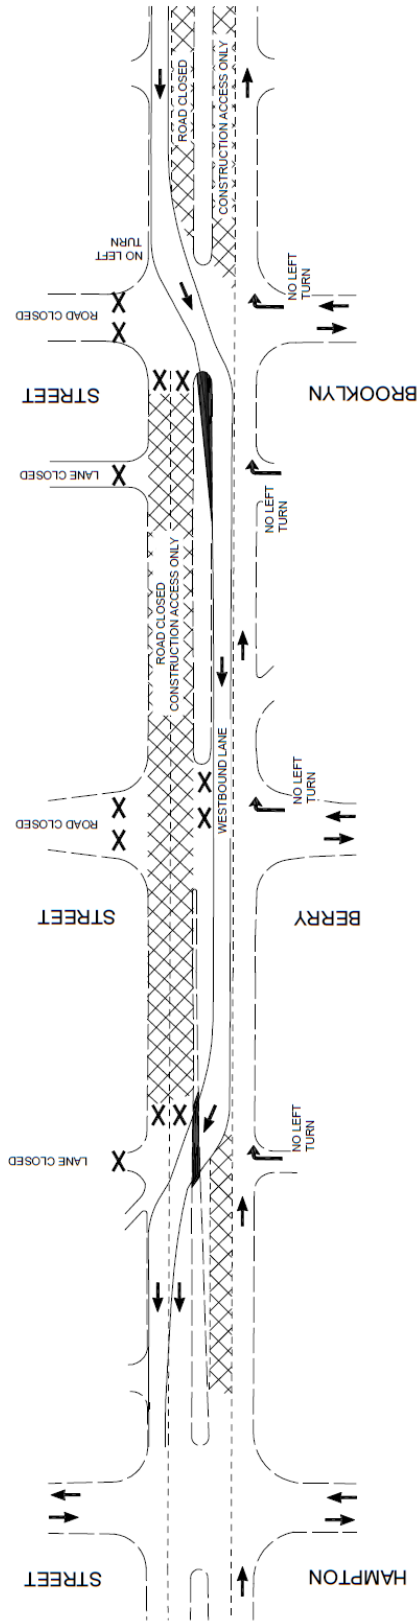 ROAD CLOSED
CONSTRUCTION ACCESS ONLY
NO LEFT
TURN
ROAD CLOSED
NO LEFT
TURN
STREET
BROOKLYN
LANE CLOSED
NO LEFT
TURN
ROAD CLOSED
CONSTRUCTION ACCESS ONLY
WESTBOUND LANE
ROAD CLOSED
NO LEFT
TURN
STREET
BERRY
LANE CLOSED
NO LEFT
TURN
STREET
HAMPTON